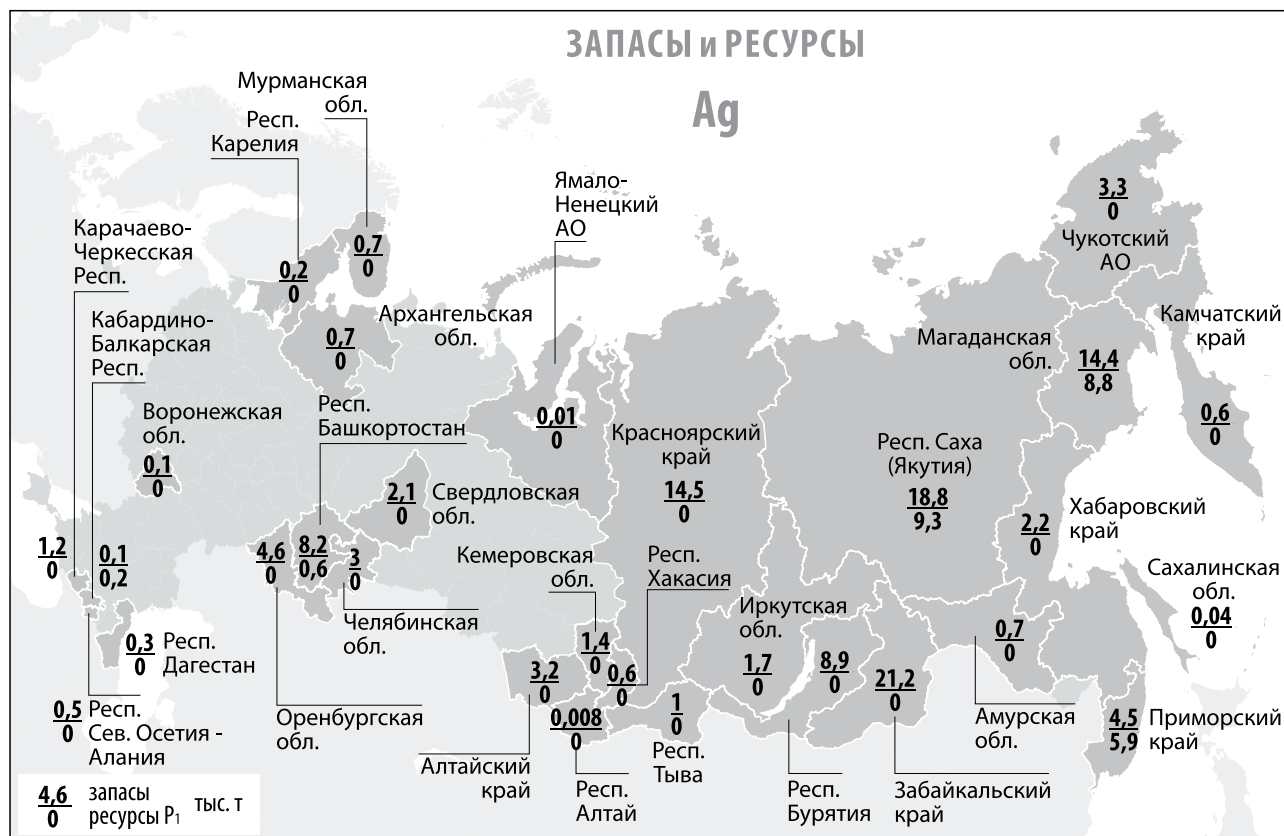 ЗАПАСЫ и РЕСУРСЫ
Ag
Мурманская
обл.
Респ.
Карелия
Ямало-
Ненецкий
АО
3,3
0
Чукотский
АО
Карачаево-
Черкесская
Респ.
0,7
0
0,2
0
Кабардино-
Балкарская
Респ.
Архангельская
обл.
0,7
0
Камчатский
край
Магаданская
обл.
14,4
8,8
Воронежская
обл.
0,1
0
Респ.
Башкортостан
0,01
0
Красноярский
край
14,5
0
Респ. Саха
(Якутия)
18,8
9,3
0,6
0
2,1
0
Свердловская
обл.
Хабаровский
край
2,2
0
1,2
0
0,1
0,2
4,6
0
8,2
0,6
3
0
Кемеровская
обл.
Респ.
Хакасия
Сахалинская
обл.
0,04
0
Челябинская
обл.
Иркутская
обл.
1,7
0
0,3
0
Респ.
Дагестан
1,4
0
3,2
0
0,6
0
8,9
0
21,2
0
0,7
0
0,5
0
Респ.
Сев. Осетия -
Алания
Оренбургская
обл.
0,008
0
1
0
Респ.
Тыва
Амурская
обл.
4,5
5,9
Приморский
край
Алтайский
край
Респ.
Алтай
Респ.
Бурятия
Забайкальский
край
4,6
0
запасы
ресурсы P₁
тыс. т